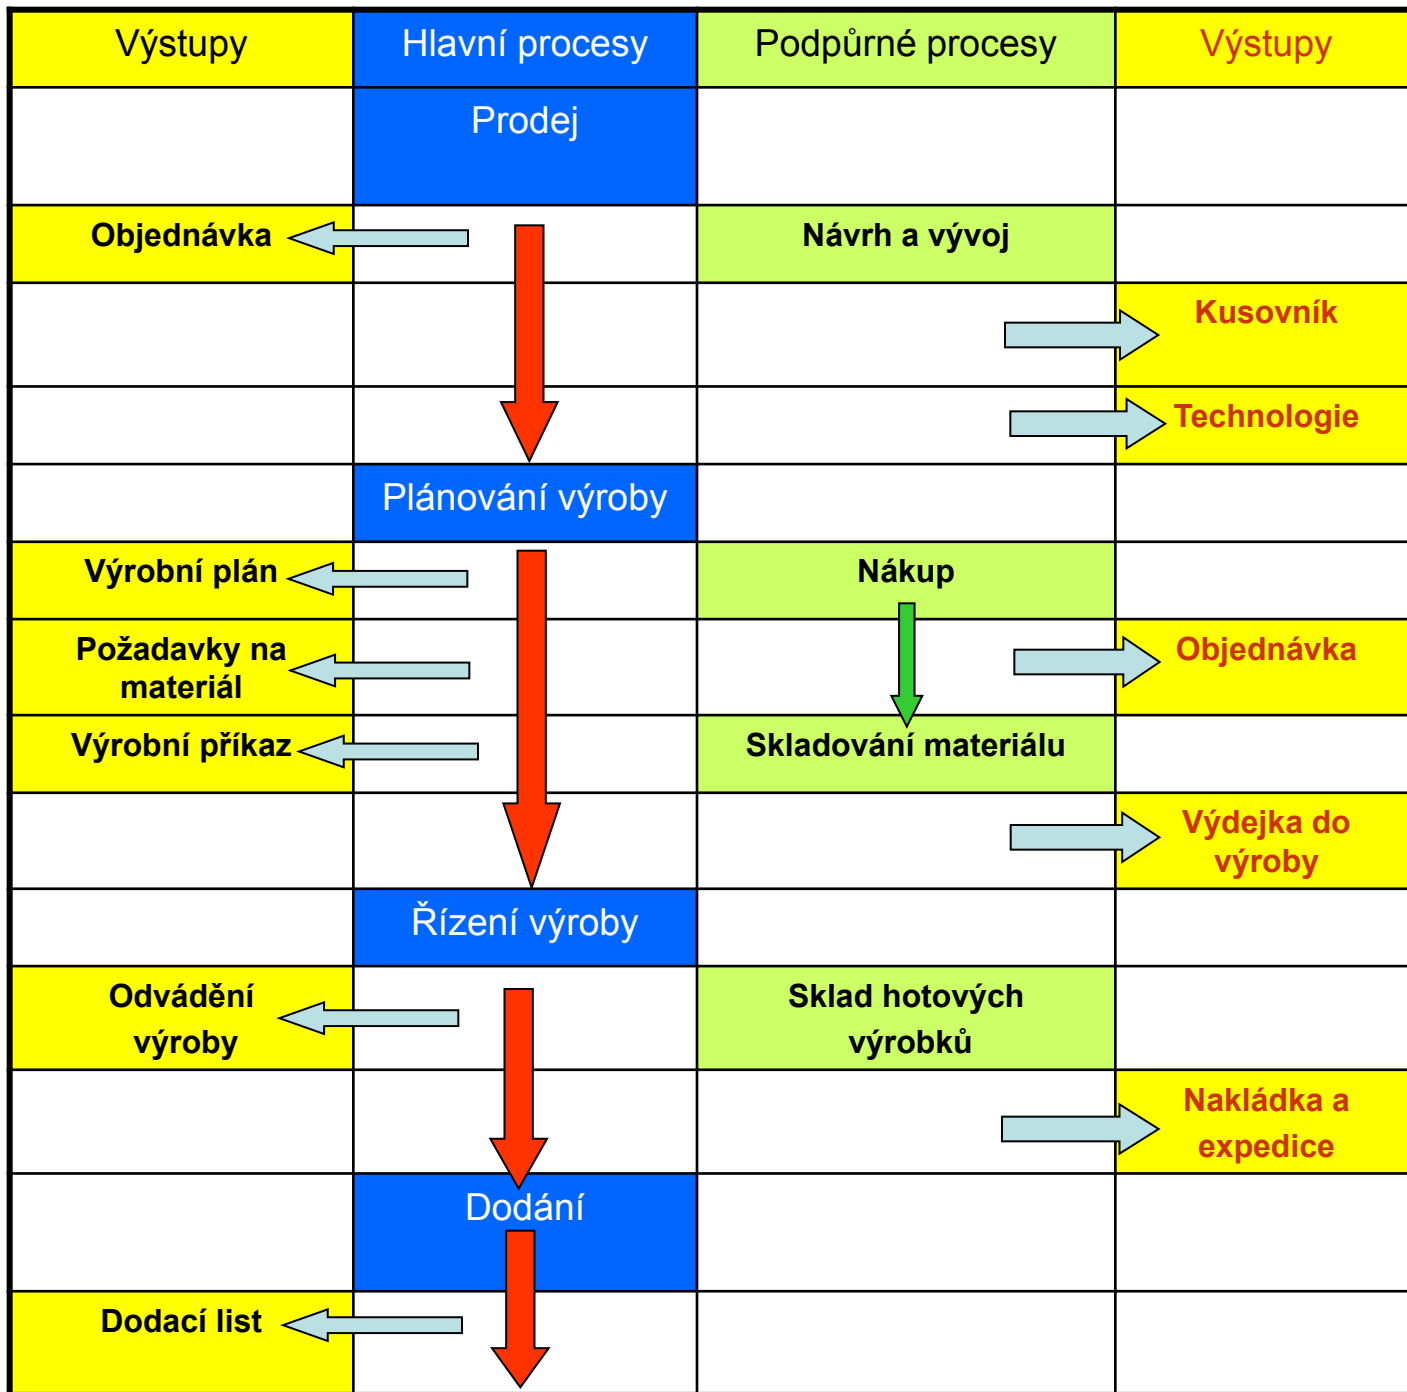 Výstupy
Hlavní procesy
Podpůrné procesy
Výstupy
Prodej
Objednávka
Návrh a vývoj
Kusovník
Technologie
Plánování výroby
Výrobní plán
Nákup
Požadavky na
materiál
Objednávka
Výrobní příkaz
Skladování materiálu
Výdejka do
výroby
Řízení výroby
Odvádění
výroby
Sklad hotových
výrobků
Nakládka a
expedice
Dodání
Dodací list